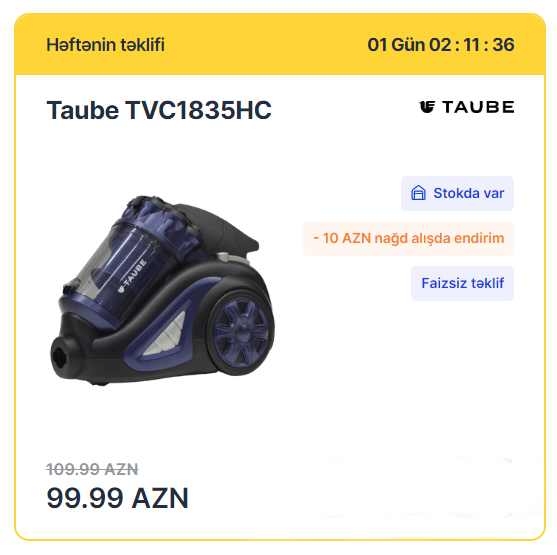 Həftənin təklifi
01 Gün 02 : 11 : 36
Taube TVC1835HC
TAUBE
Stokda var
- 10 AZN nağd alışda endirim
Faizsiz təklif
TAUBE
109.99 AZN
99.99 AZN